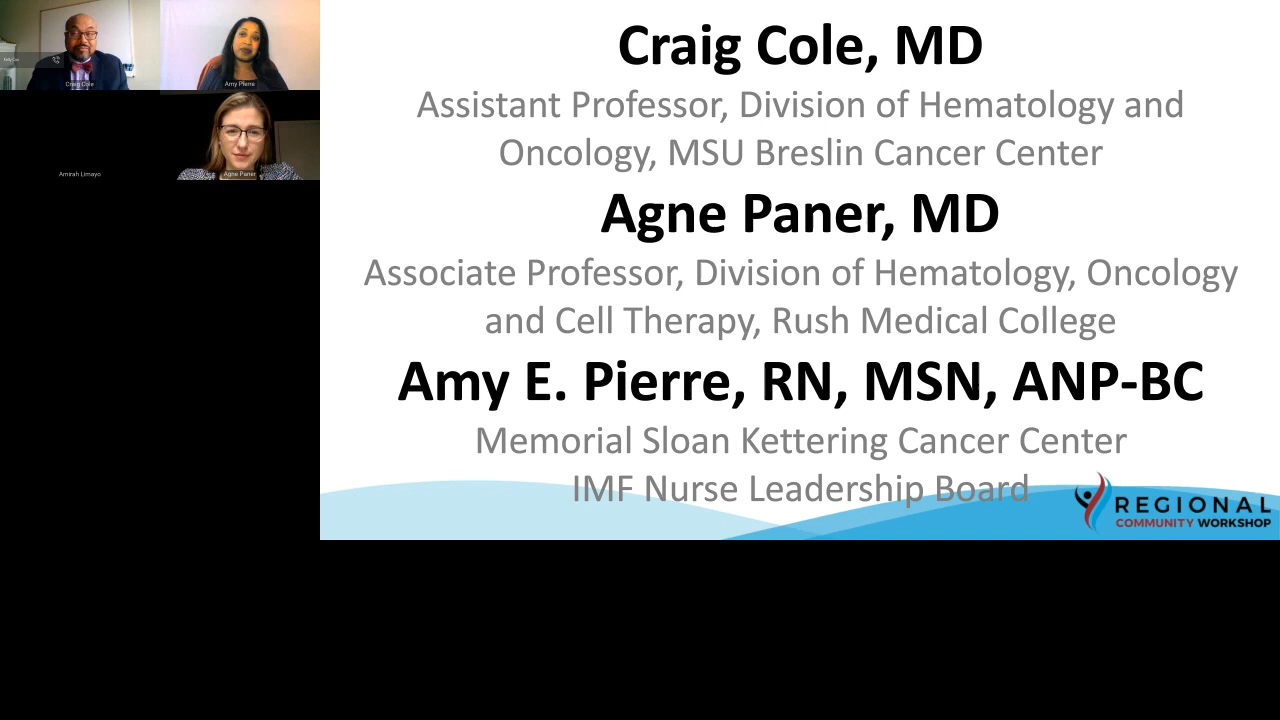 Kelly Cox
Craig Cole
Amy Pierre
Amirah Limayo
Agne Paner
Craig Cole, MD
Assistant Professor, Division of Hematology and
Oncology, MSU Breslin Cancer Center
Agne Paner, MD
Associate Professor, Division of Hematology, Oncology
and Cell Therapy, Rush Medical College
Amy E. Pierre, RN, MSN, ANP-BC
Memorial Sloan Kettering Cancer Center
IMF Nurse Leadership Board
REGIONAL
COMMUNITY WORKSHOP